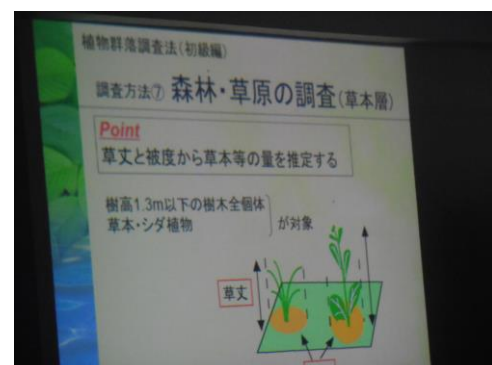 植物群落調査法(初級編)
調査方法⑦ 森林・草原の調査(草本層)
Point
草丈と被度から草本等の量を推定する
樹高1.3m以下の樹木全個体
草本・シダ植物
が対象
草丈